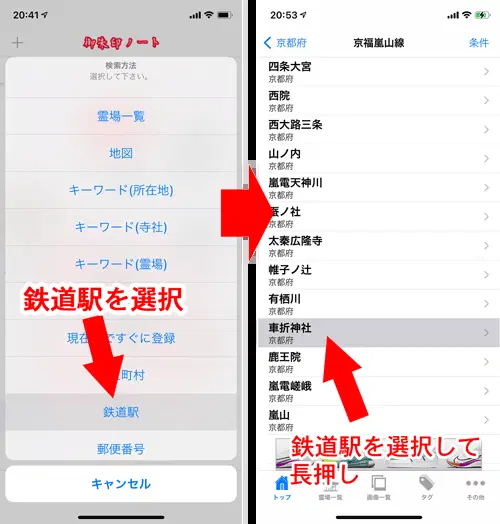 20:41
御朱印ノート
検索方法
選択して下さい。
霊場一覧
地図
キーワード(所在地)
キーワード(寺社)
キーワード(霊場)
鉄道駅を選択
現在
ですぐに登録
町村
鉄道駅
郵便番号
キャンセル
20:53
京都府
京福嵐山線
条件
四条大宮
京都府
西院
京都府
西大路三条
京都府
山ノ内
京都府
嵐電天神川
京都府
蚕ノ社
京都府
太秦広隆寺
京都府
帷子ノ辻
京都府
有栖川
京都府
車折神社
京都府
鹿王院
京都府
嵐電嵯峨
京都府
嵐山
京都府
鉄道駅を選択して
長押し
トップ
霊場一覧
画像一覧
タグ
その他